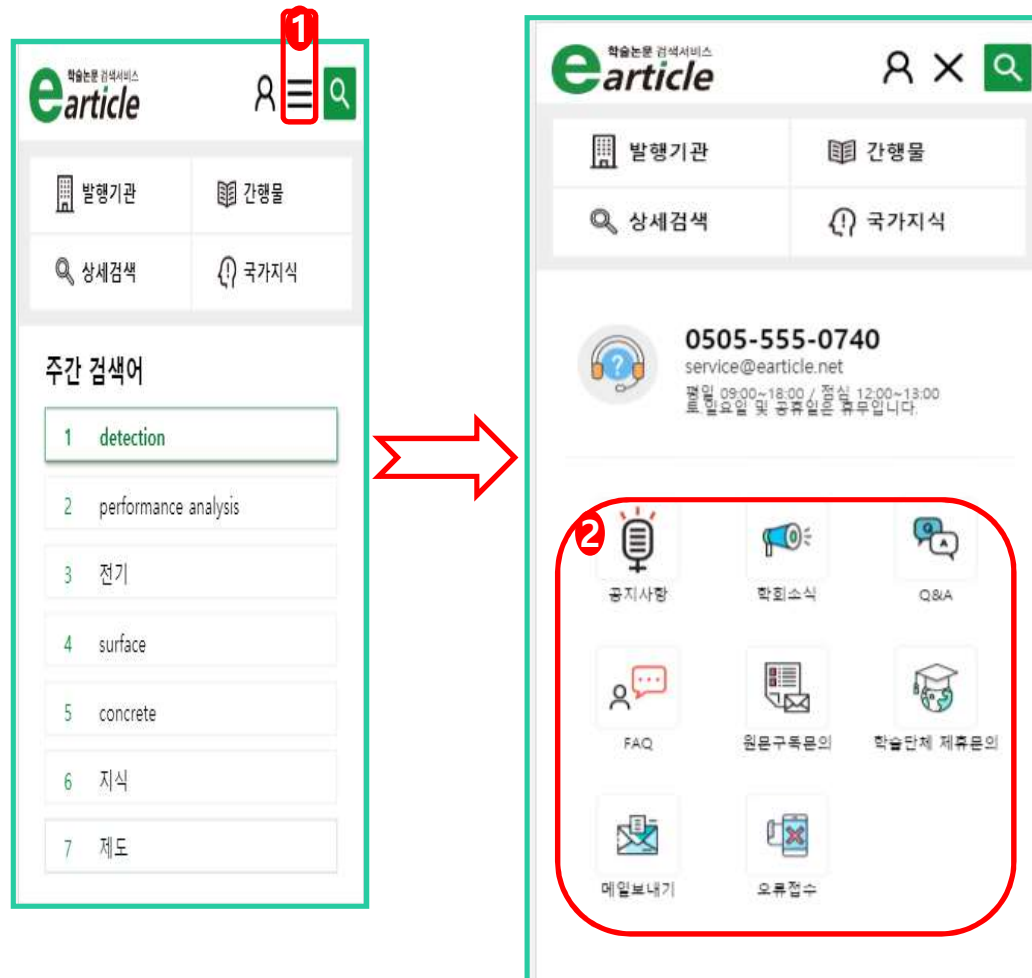 1
학술논문 검색서비스
earticle
발행기관
간행물
상세검색
국가지식
주간 검색어
1 detection
2 performance analysis
3 전기
4 surface
5 concrete
6 지식
7 제도
학술논문 검색서비스
earticle
발행기관
간행물
상세검색
국가지식
0505-555-0740
service@earticle.net
평일 09:00~18:00 / 점심 12:00~13:00
토.일요일 및 공휴일은 휴무입니다.
2
공지사항
학회소식
Q&A
FAQ
원문구독문의
학술단체 제휴문의
메일보내기
오류접수